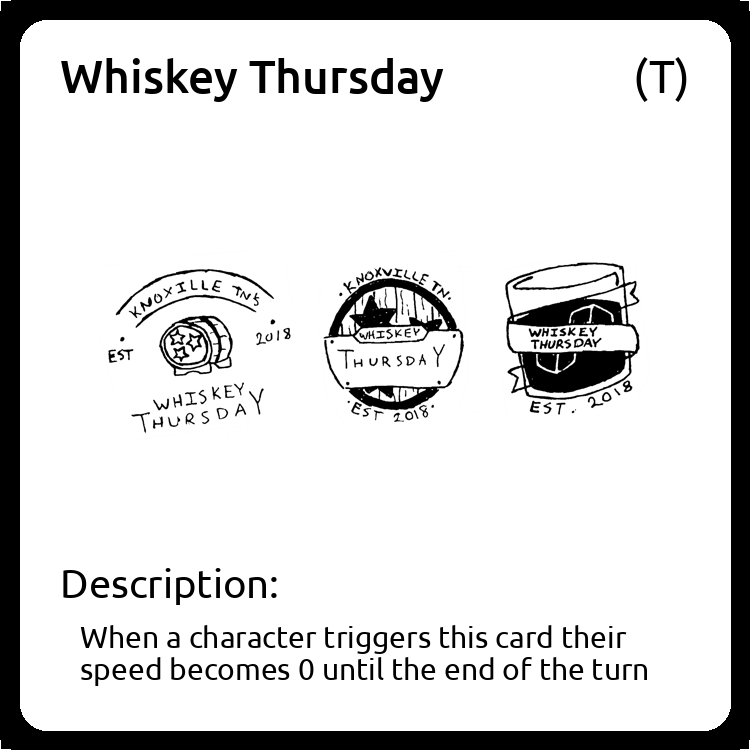 Whiskey Thursday (T)
KNOXILLE TN'S
EST 2018
WHISKEY
THURSDAY
KNOXVILLE TN.
WHISKEY
THURSDAY
EST 2018
WHISKEY
THURSDAY
EST. 2018
Description:
When a character triggers this card their
speed becomes 0 until the end of the turn